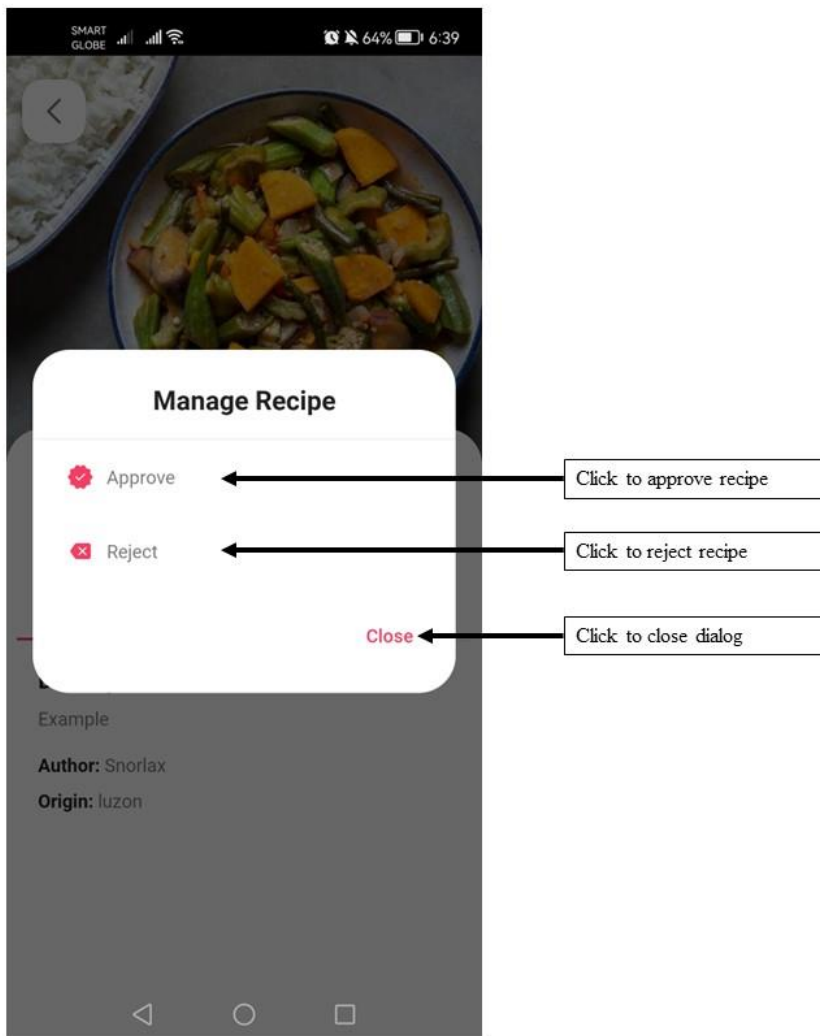 SMART
GLOBE
64% 6:39
Manage Recipe
Approve
Click to approve recipe
Reject
Click to reject recipe
Close
Click to close dialog
Example
Author: Snorlax
Origin: luzon